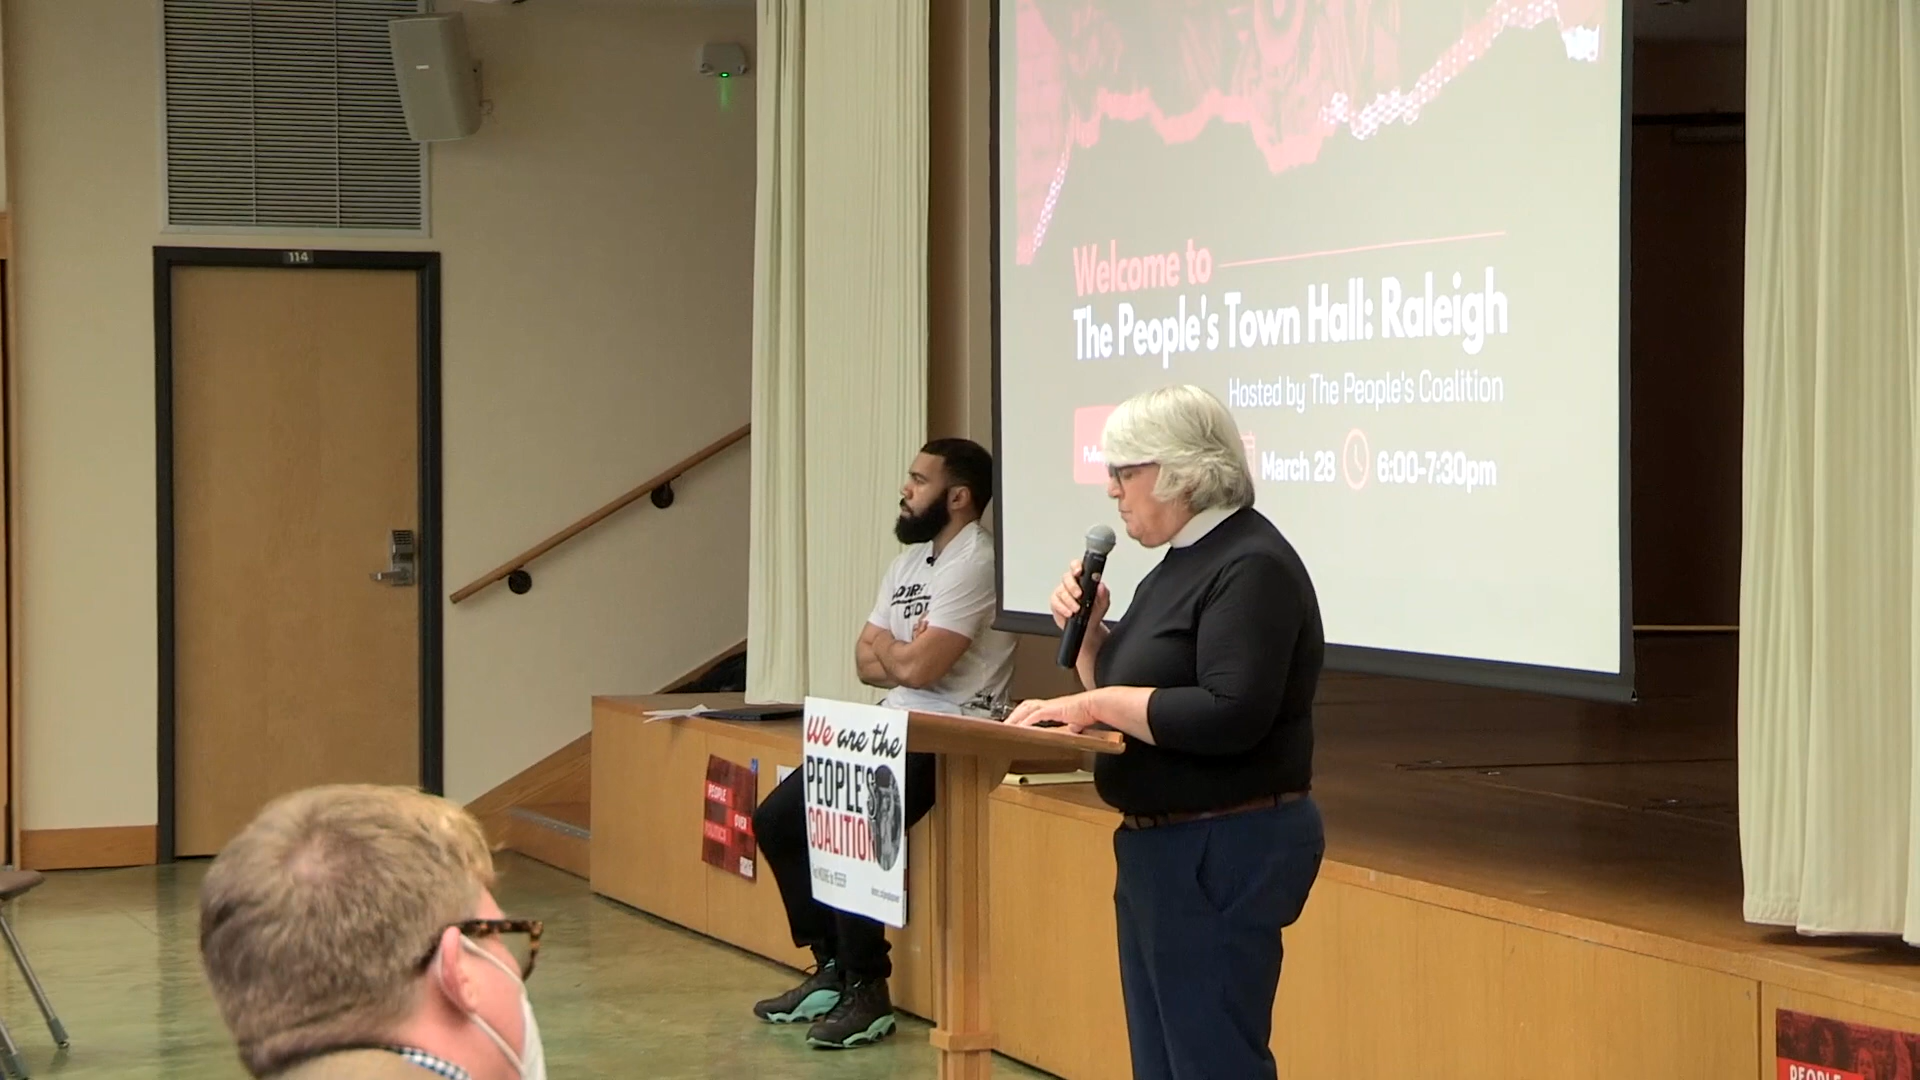 114
Welcome to
The People's Town Hall: Raleigh
Hosted by The People's Coalition
March 28
6:00-7:30pm
We are the
PEOPLE'S
COALITION
PEOPLE
OVER
POLITICS
PEOPLE